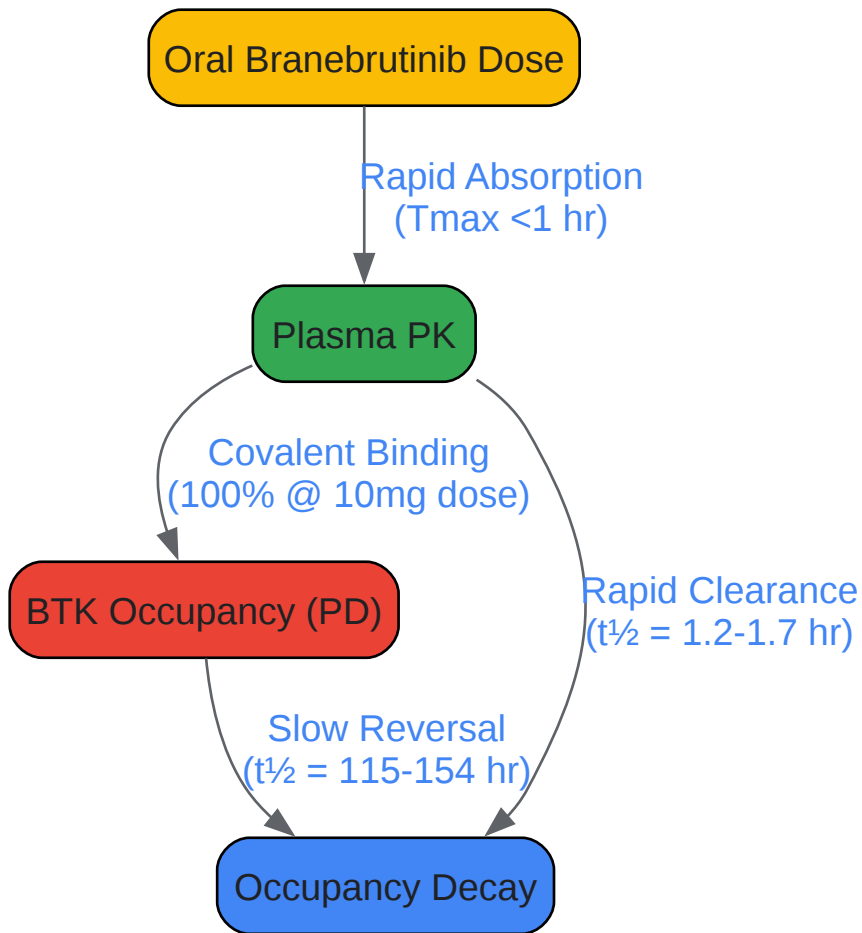 Oral Branebrutinib Dose
Rapid Absorption
(Tmax <1 hr)
Plasma PK
Covalent Binding
(100% @ 10mg dose)
BTK Occupancy (PD)
Rapid Clearance
(t½ = 1.2-1.7 hr)
Slow Reversal
(t½ = 115-154 hr)
Occupancy Decay